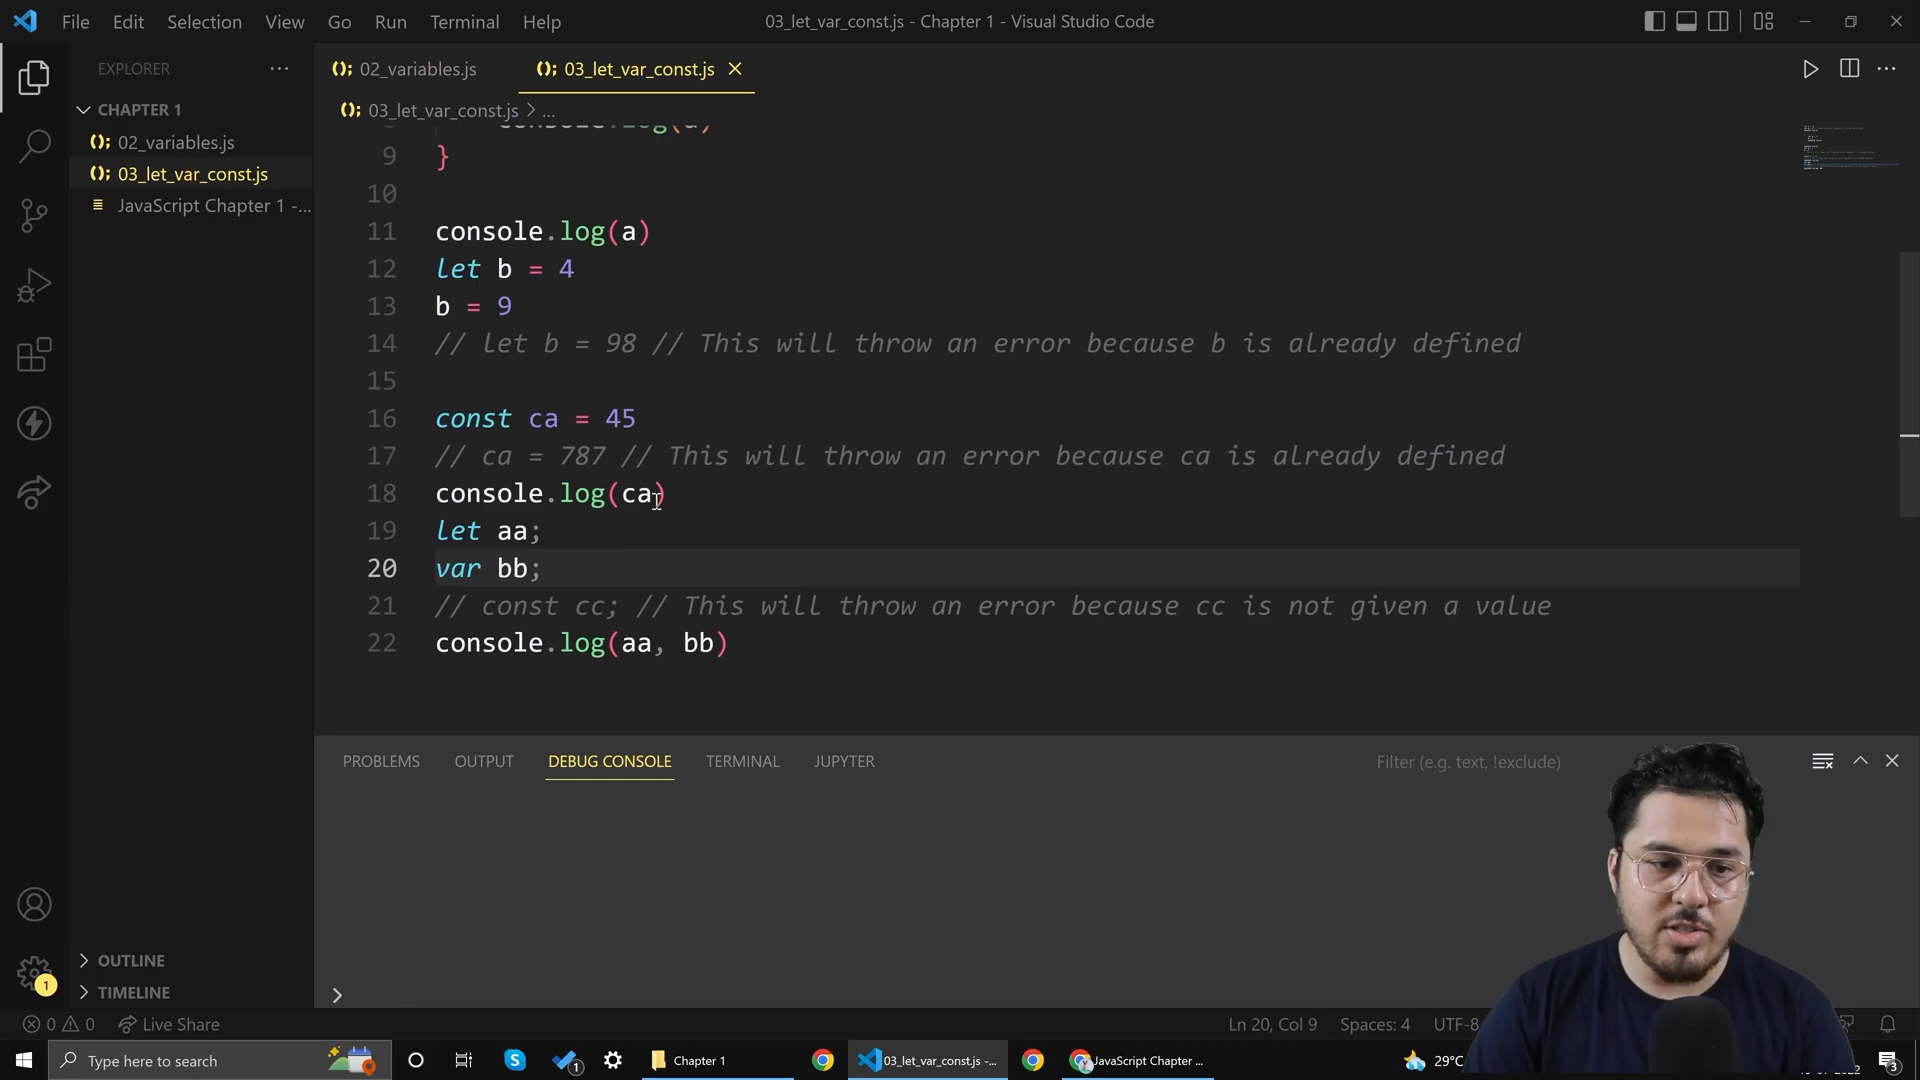 File Edit Selection View Go Run Terminal Help
03_let_var_const.js - Chapter 1 - Visual Studio Code
EXPLORER
CHAPTER 1
02_variables.js
03_let_var_const.js
JavaScript Chapter 1 -...
02_variables.js
03_let_var_const.js
03_let_var_const.js > ...
9 }
10
11 console.log(a)
12 let b = 4
13 b = 9
14 // let b = 98 // This will throw an error because b is already defined
15
16 const ca = 45
17 // ca = 787 // This will throw an error because ca is already defined
18 console.log(ca)
19 let aa;
20 var bb;
21 // const cc; // This will throw an error because cc is not given a value
22 console.log(aa, bb)
PROBLEMS OUTPUT DEBUG CONSOLE TERMINAL JUPYTER
Filter (e.g. text, !exclude)
OUTLINE
TIMELINE
1
0 0 Live Share
Ln 20, Col 9 Spaces: 4 UTF-8
Type here to search
1
Chapter 1
03_let_var_const.js -...
JavaScript Chapter ...
29°C
3